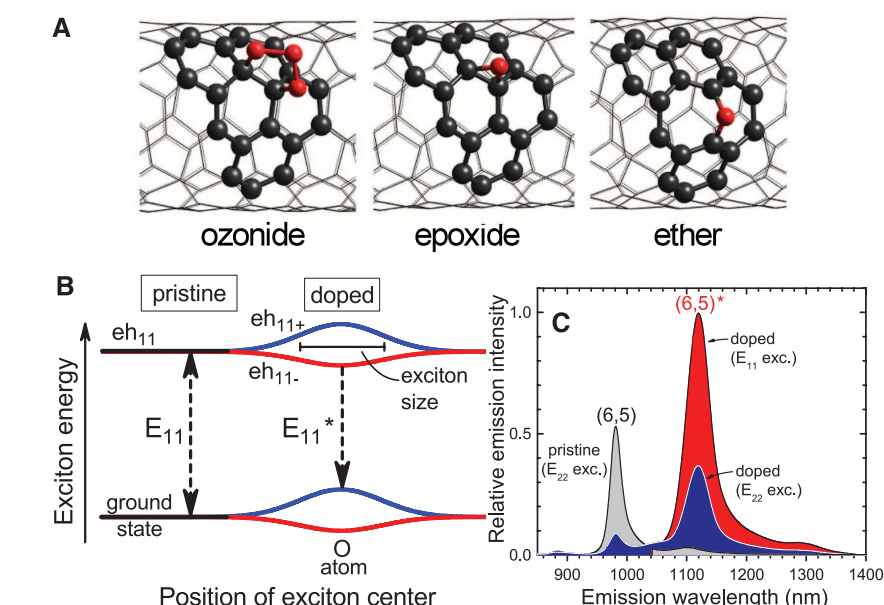 A
ozonide
epoxide
ether
B
pristine
doped
eh11
eh11+
eh11-
exciton
size
Exciton energy
E11
E11*
ground
state
O
atom
Position of exciton center
C
Relative emission intensity
1.0
0.5
0.0
(6,5)*
doped
(E11 exc.)
(6,5)
pristine
(E22 exc.)
doped
(E22 exc.)
900 1000 1100 1200 1300 1400
Emission wavelength (nm)